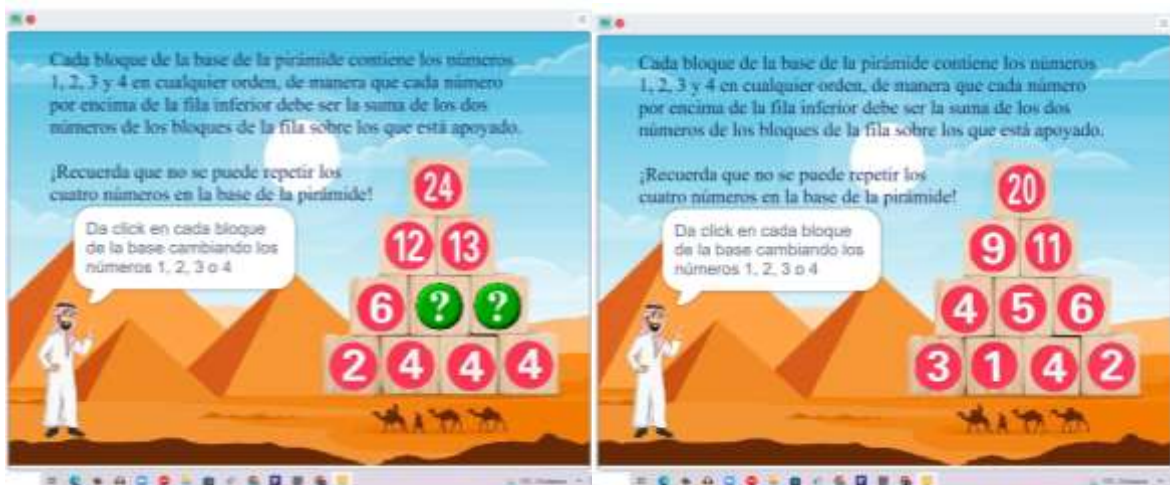 Cada bloque de la base de la pirámide contiene los números
1, 2, 3 y 4 en cualquier orden, de manera que cada número
por encima de la fila inferior debe ser la suma de los dos
números de los bloques de la fila sobre los que está apoyado.
¡Recuerda que no se puede repetir los
cuatro números en la base de la pirámide!
Da click en cada bloque
de la base cambiando los
números 1, 2, 3 o 4
24
12 13
6 ? ?
2 4 4 4
Cada bloque de la base de la pirámide contiene los números
1, 2, 3 y 4 en cualquier orden, de manera que cada número
por encima de la fila inferior debe ser la suma de los dos
números de los bloques de la fila sobre los que está apoyado.
¡Recuerda que no se puede repetir los
cuatro números en la base de la pirámide!
Da click en cada bloque
de la base cambiando los
números 1, 2, 3 o 4
20
9 11
4 5 6
3 1 4 2